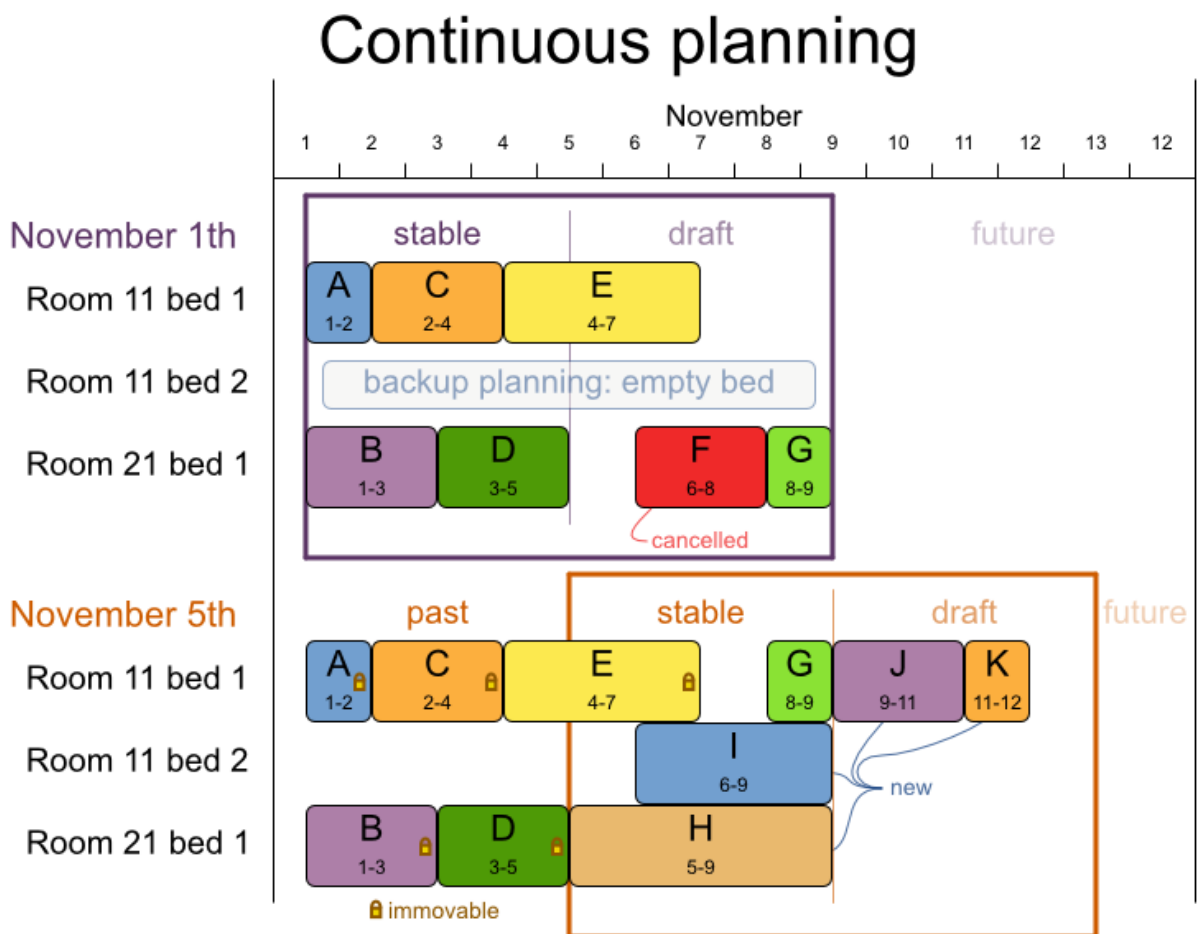 Continuous planning
November
1 2 3 4 5 6 7 8 9 10 11 12 13 12
November 1th stable draft future
Room 11 bed 1 A C E
1-2 2-4 4-7
Room 11 bed 2 backup planning: empty bed
Room 21 bed 1 B D F G
1-3 3-5 6-8 8-9
cancelled
November 5th past stable draft future
Room 11 bed 1 A C E G J K
1-2 2-4 4-7 8-9 9-11 11-12
Room 11 bed 2 I
6-9 new
Room 21 bed 1 B D H
1-3 3-5 5-9
immovable